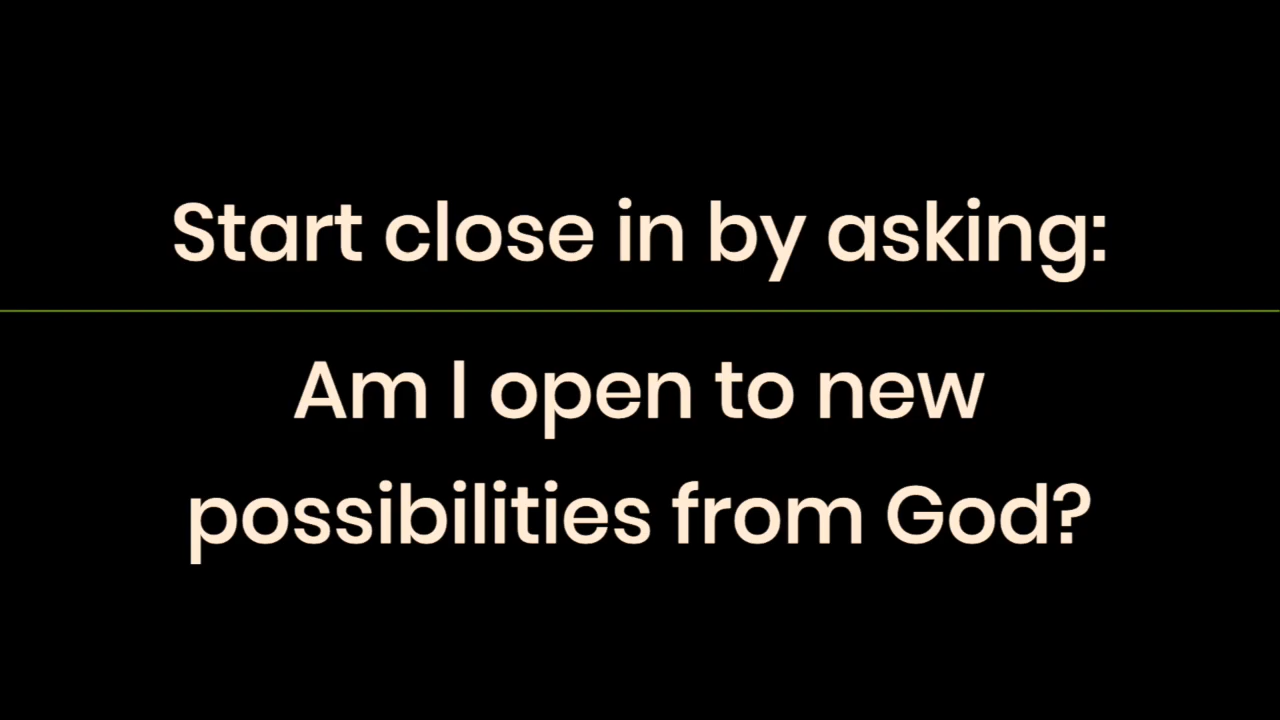 Start close in by asking:
Am I open to new
possibilities from God?